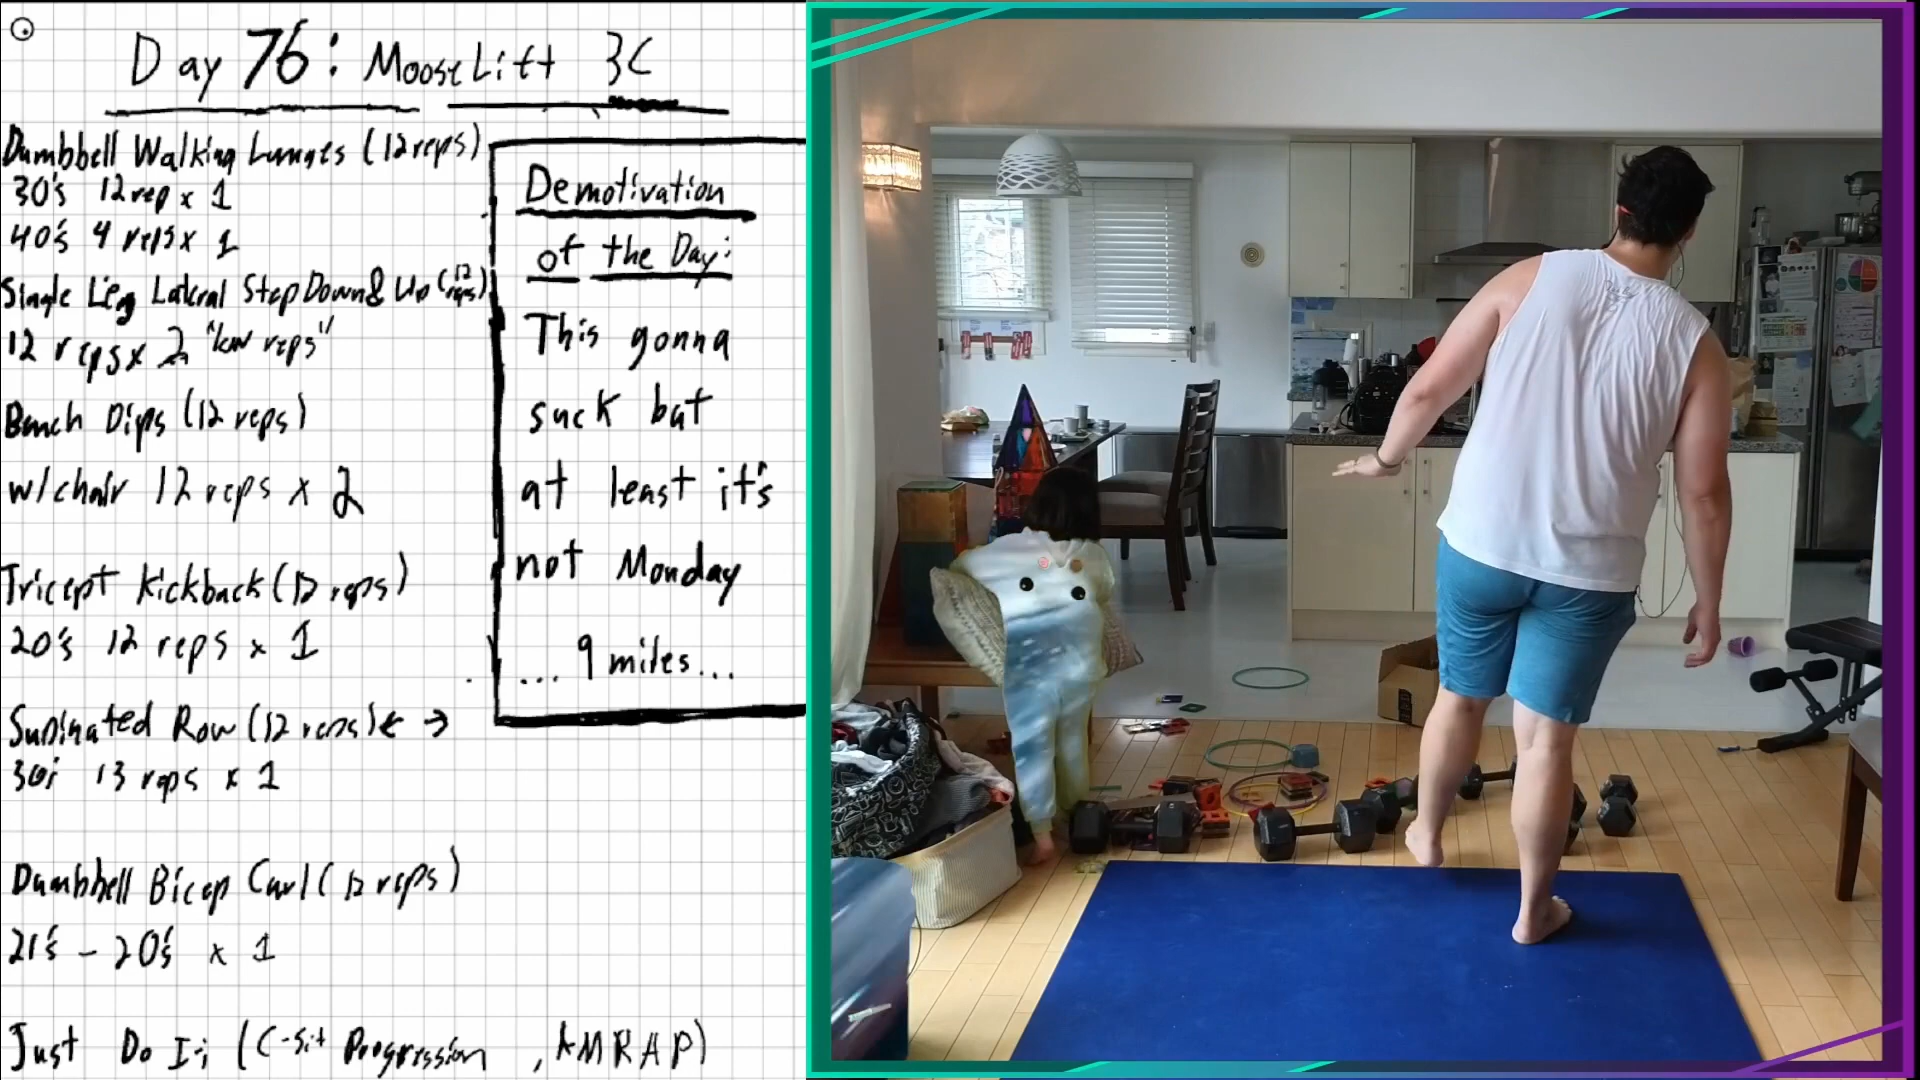 Day 76: MooseLift 3C
Dumbbell Walking Lunges (12 reps)
30's 12 rep x 1
40's 4 reps x 1
Single Leg Lateral Step Down & Up (12 reps)
12 reps x 2 "low reps"
Bench Dips (12 reps)
w/chair 12 reps x 2
Tricept Kickback (12 reps)
20's 12 reps x 1
Supinated Row (12 reps) ← →
30's 13 reps x 1
Dumbbell Bicep Curl (12 reps)
21's - 20's x 1
Just Do It (C-Sit Progression, AMRAP)
Demotivation
of the Day:
This gonna
suck but
at least it's
not Monday
... 9 miles...